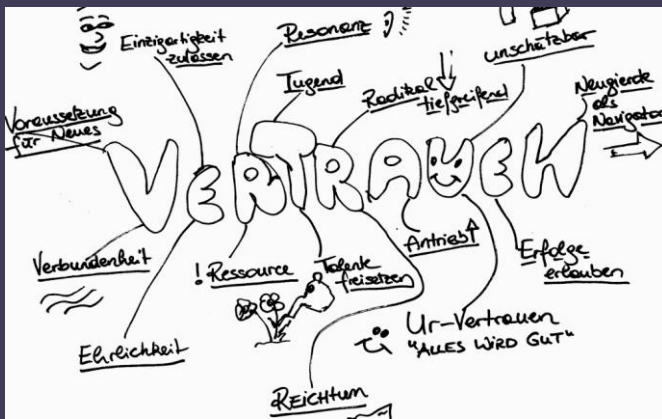 Einzigartigkeit
zulassen
Resonanz
unschätzbar
Jugend
Radikal
tiefgreifend
Neugierde
als
Navigator
Voraussetzung
für Neues
VERTRAUEN
Verbundenheit
! Ressource
Talente
freisetzen
Antrieb
Erfolge
erlauben
Ehrlichkeit
Ur-Vertrauen
"ALLES WIRD GUT"
REICHTUM